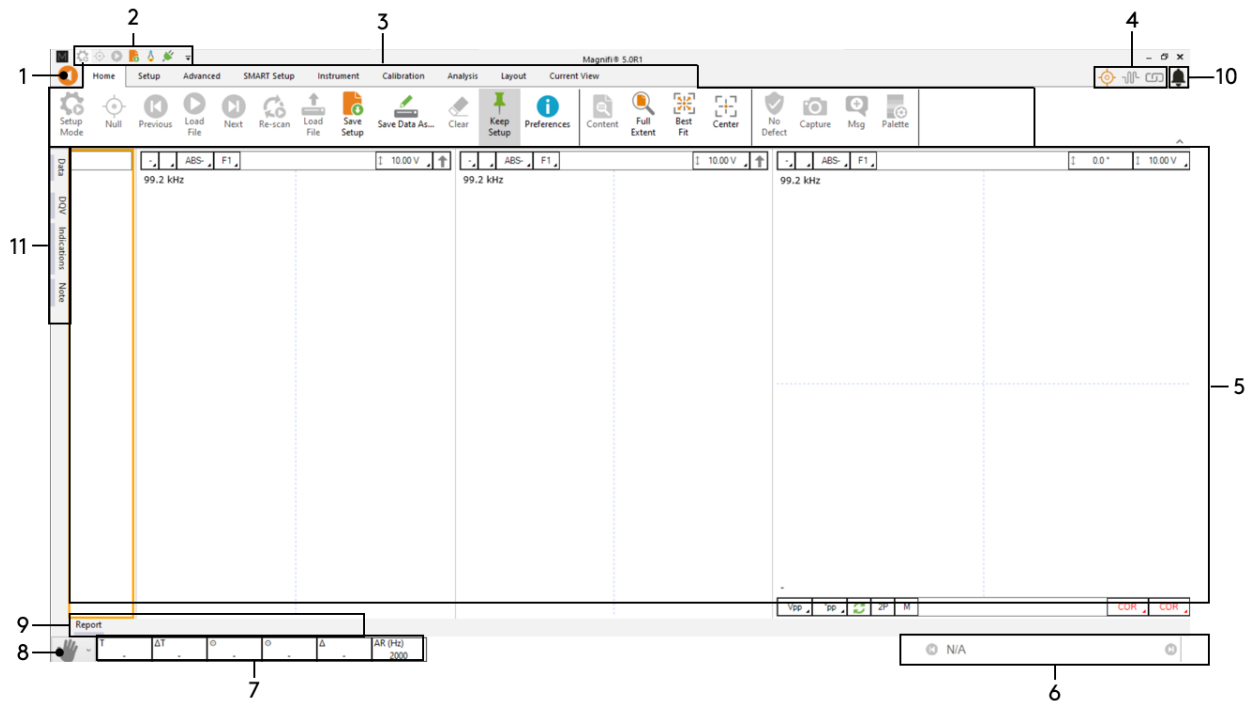 2
3
4
Magnifi® 5.0R1
1
Home Setup Advanced SMART Setup Instrument Calibration Analysis Layout Current View
10
Setup Mode
Null
Previous
Load File
Next
Re-scan
Load File
Save Setup
Save Data As...
Clear
Keep Setup
Preferences
Content
Full Extent
Best Fit
Center
No Defect
Capture
Msg
Palette
- ABS- F1 10.00 V
- ABS- F1 10.00 V
- ABS- F1 0.0 ° 10.00 V
99.2 kHz
99.2 kHz
99.2 kHz
Data
DQV
Indications
Note
11
5
-
Vpp °pp 2P M COR COR
9
Report
8
T ΔT Δ AR (Hz)
- - - - - 2000
N/A
7
6